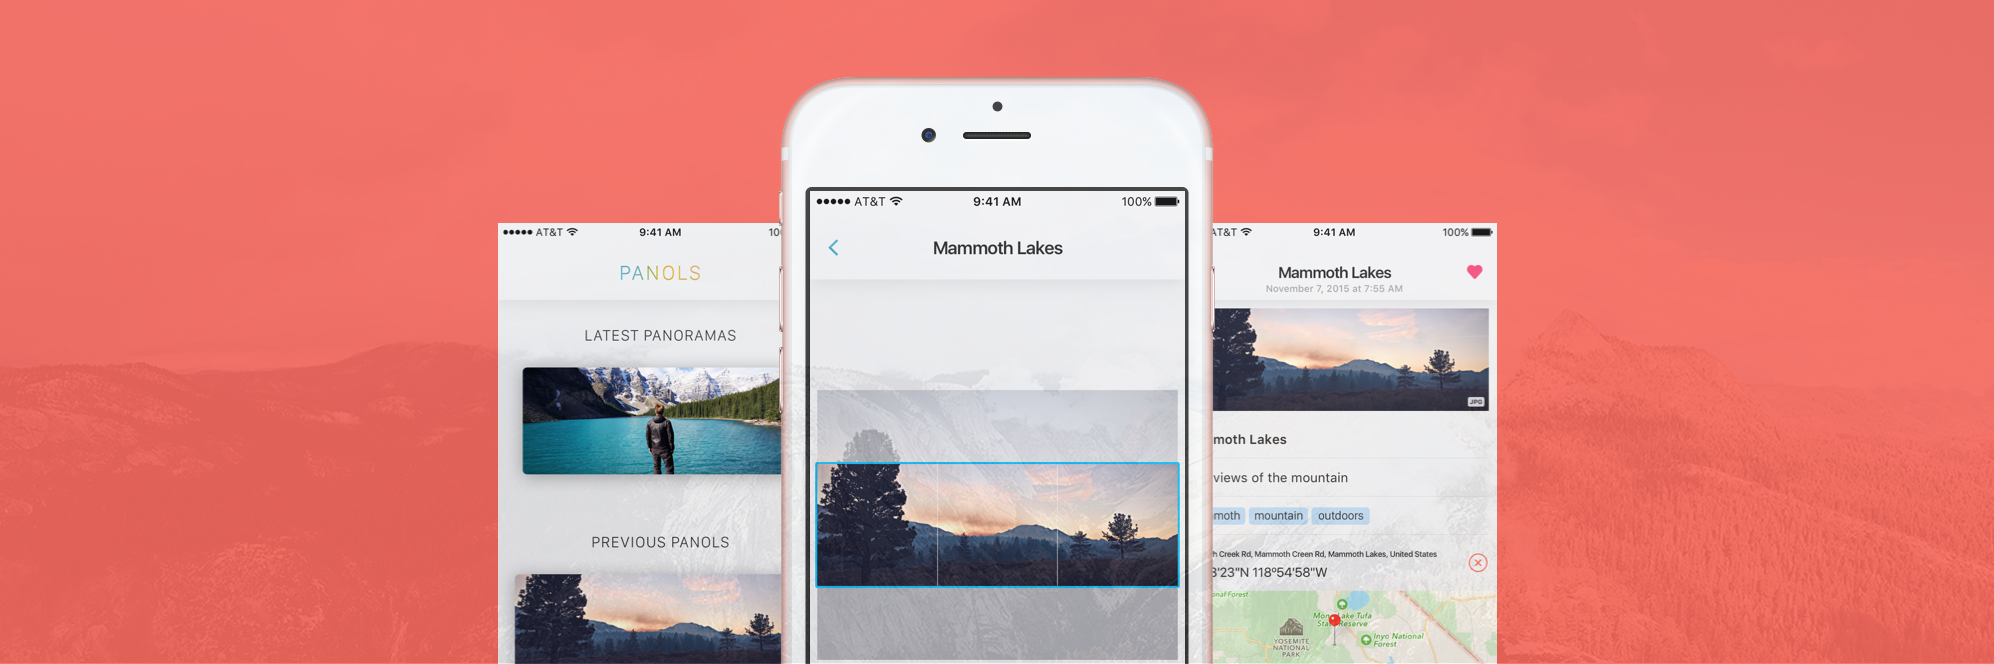 AT&T 9:41 AM 10
PANOLS
LATEST PANORAMAS
PREVIOUS PANOLS
AT&T 9:41 AM 100%
Mammoth Lakes
AT&T 9:41 AM 100%
Mammoth Lakes
November 7, 2015 at 7:55 AM
JPG
moth Lakes
views of the mountain
moth mountain outdoors
h Creek Rd, Mammoth Creen Rd, Mammoth Lakes, United States
3'23"N 118º54'58"W
onal Forest
Mono Lake Tufa
State Reserve
YOSEMITE
NATIONAL
PARK
Inyo National
Forest